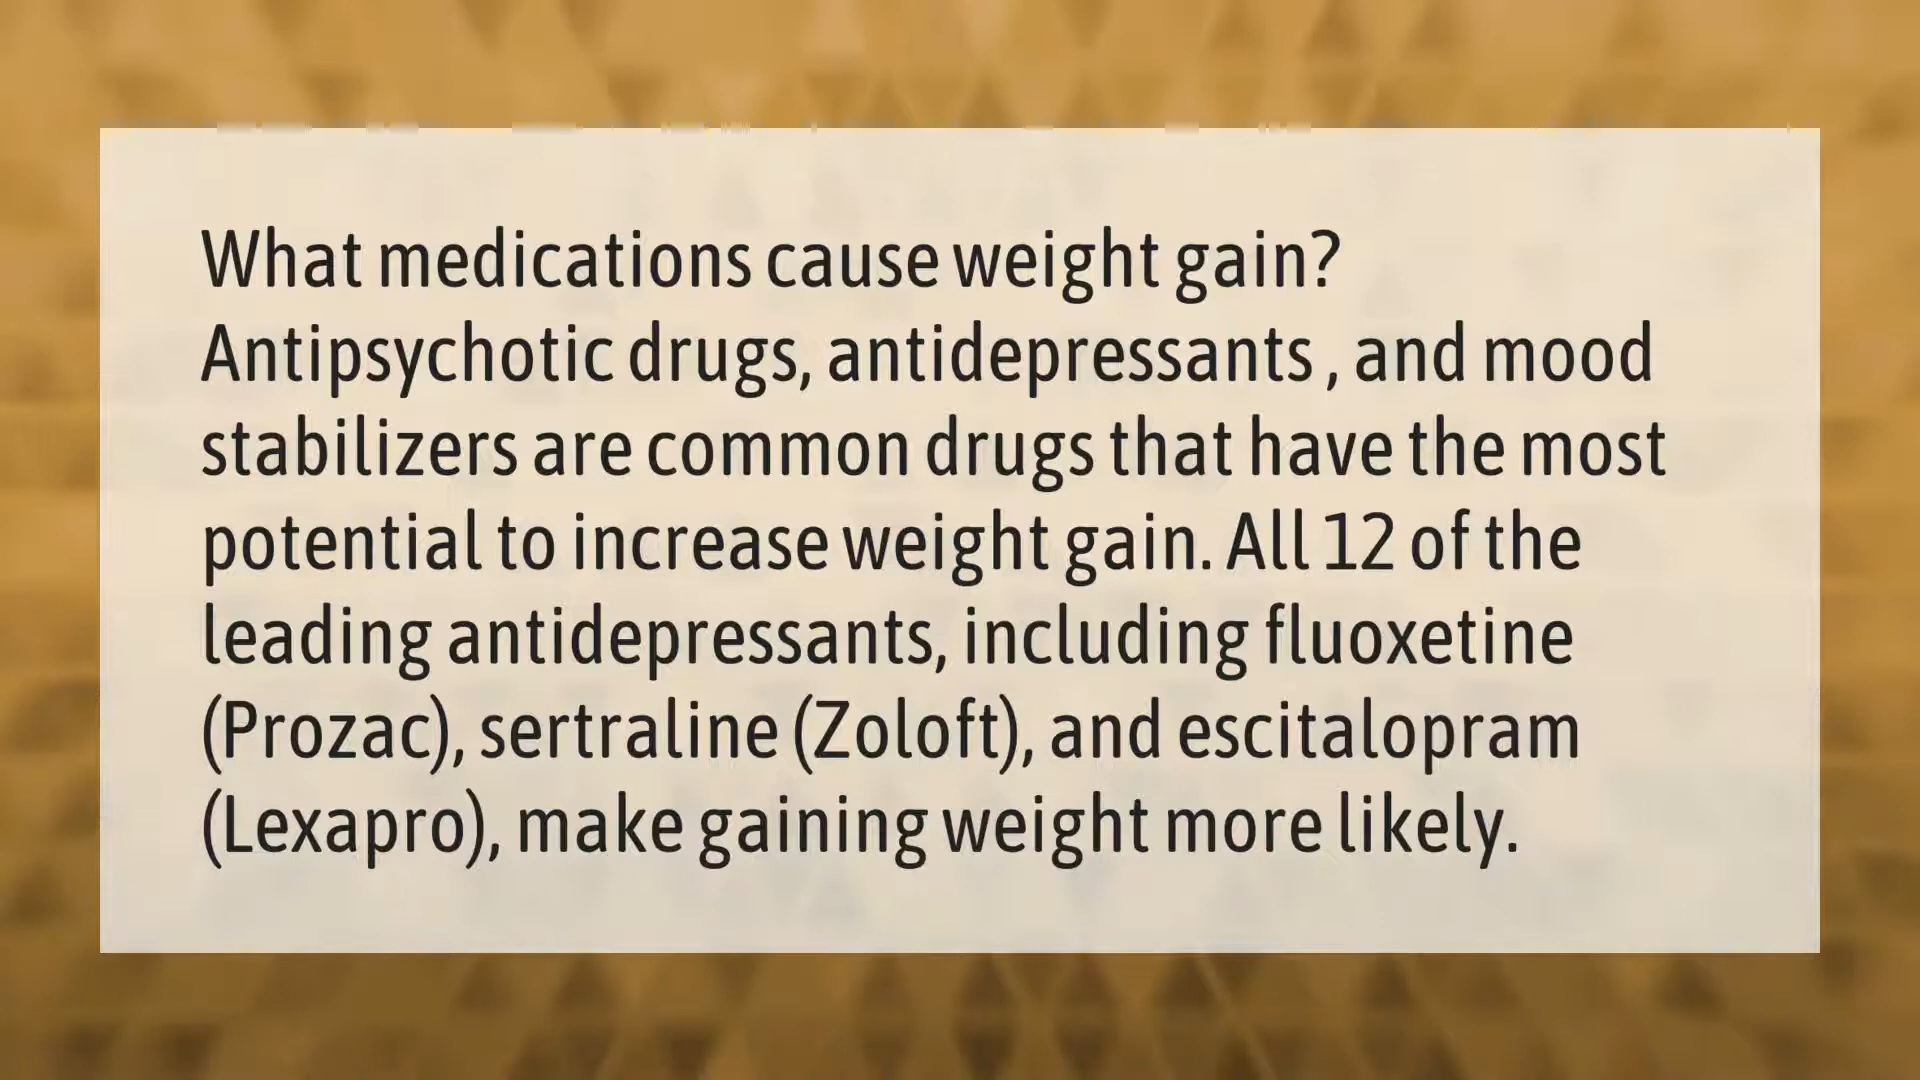 What medications cause weight gain?
Antipsychotic drugs, antidepressants , and mood
stabilizers are common drugs that have the most
potential to increase weight gain. All 12 of the
leading antidepressants, including fluoxetine
(Prozac), sertraline (Zoloft), and escitalopram
(Lexapro), make gaining weight more likely.